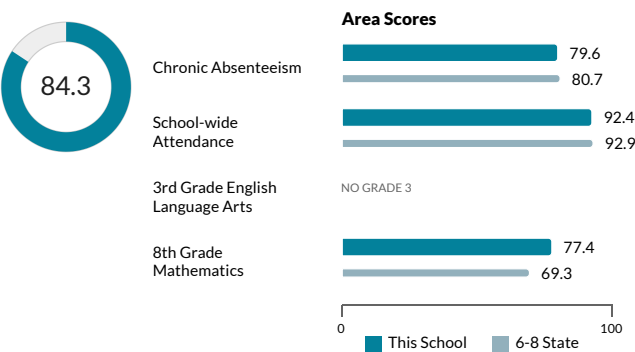 Area Scores
84.3
Chronic Absenteeism
79.6
80.7
School-wide
Attendance
92.4
92.9
3rd Grade English
Language Arts
NO GRADE 3
8th Grade
Mathematics
77.4
69.3
0
100
This School
6-8 State